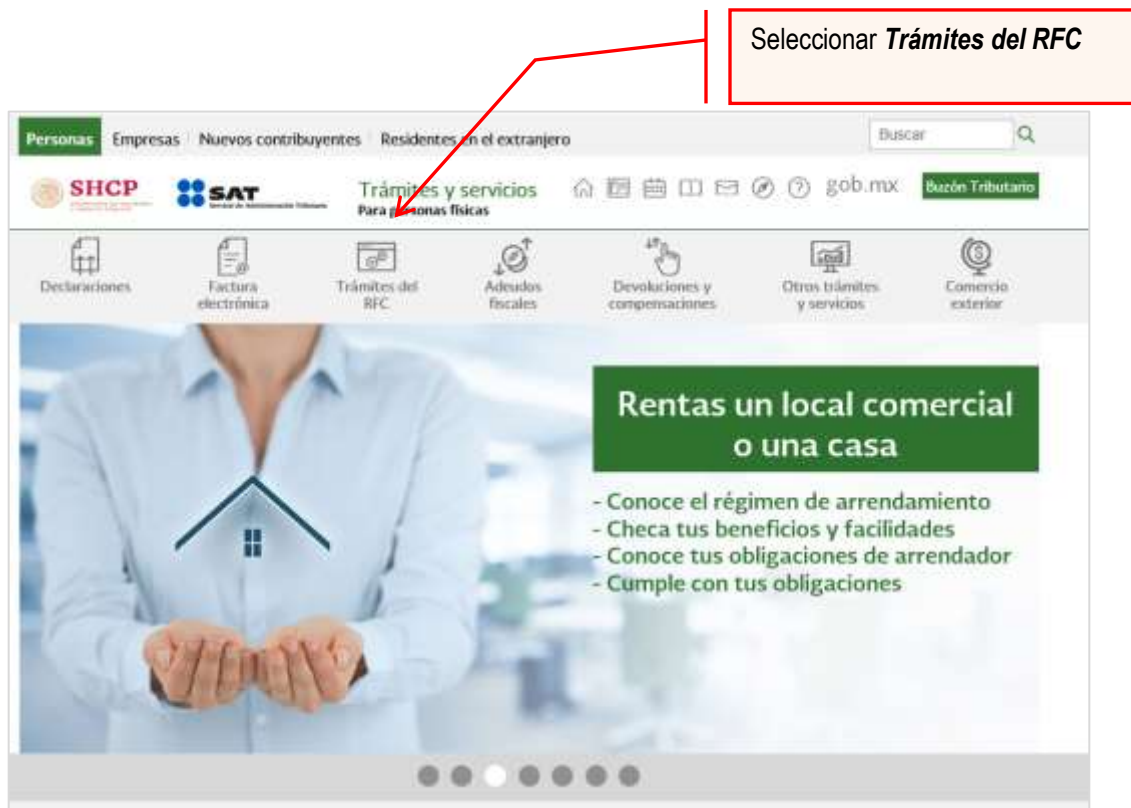 Seleccionar Trámites del RFC
Personas Empresas Nuevos contribuyentes Residentes en el extranjero Buscar
SHCP SAT Trámites y servicios gob.mx Buzón Tributario
Para personas físicas
Declaraciones
Factura
electrónica
Trámites del
RFC
Adeudos
fiscales
Devoluciones y
compensaciones
Otros trámites
y servicios
Comercio
exterior
Rentas un local comercial
o una casa
- Conoce el régimen de arrendamiento
- Checa tus beneficios y facilidades
- Conoce tus obligaciones de arrendador
- Cumple con tus obligaciones